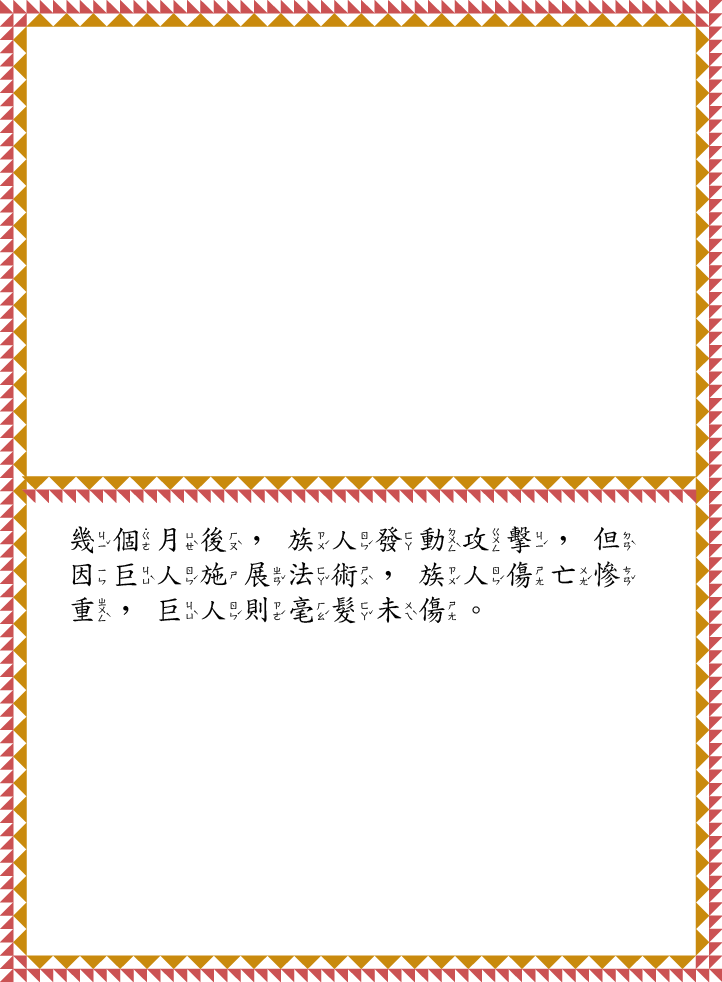 幾個月後，族人發動攻擊，但
因巨人施展法術，族人傷亡慘
重，巨人則毫髮未傷。